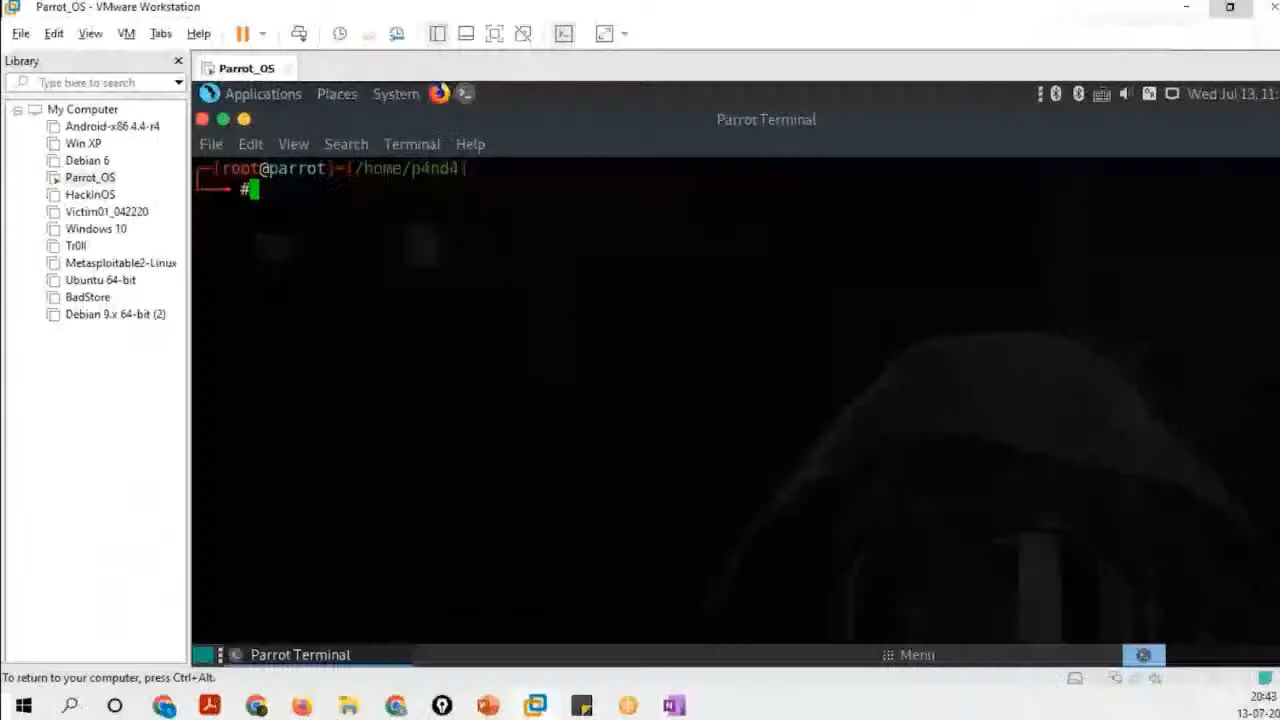 Parrot_OS - VMware Workstation
File Edit View VM Tabs Help
Library
Type here to search
My Computer
Android-x86 4.4-r4
Win XP
Debian 6
Parrot_OS
HackInOS
Victim01_042220
Windows 10
Tr0ll
Metasploitable2-Linux
Ubuntu 64-bit
BadStore
Debian 9.x 64-bit (2)
Parrot_OS
Applications Places System Wed Jul 13, 11:
Parrot Terminal
File Edit View Search Terminal Help
[root@parrot]-[/home/p4nd4]
#
Parrot Terminal Menu
To return to your computer, press Ctrl+Alt.
20:43
13-07-20